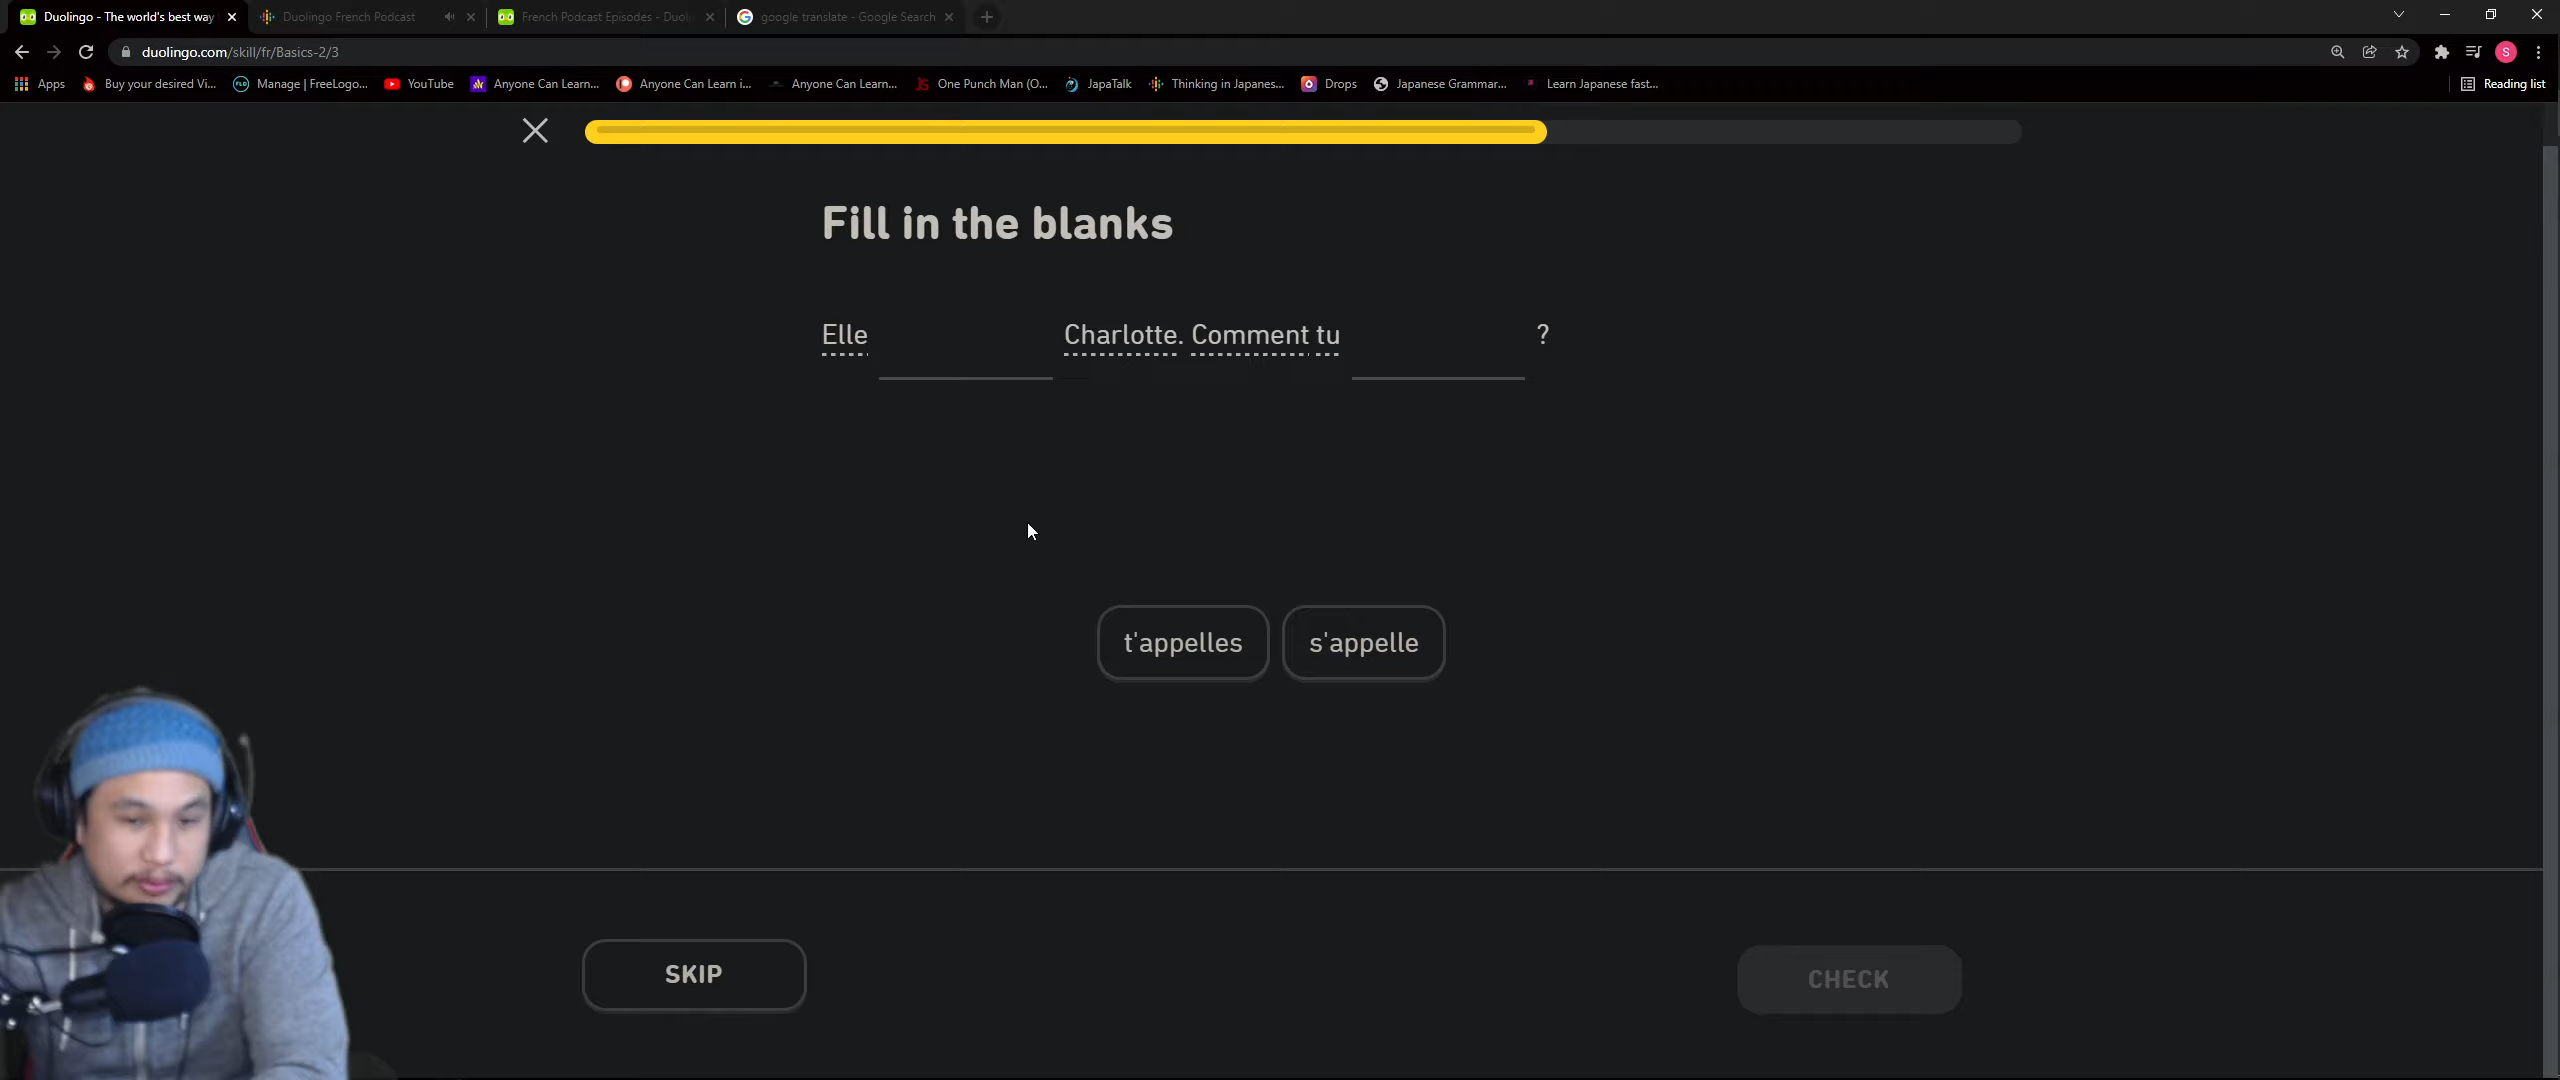 Duolingo - The world's best way
Duolingo French Podcast
French Podcast Episodes - Duol
google translate - Google Search
duolingo.com/skill/fr/Basics-2/3
S
Apps
Buy your desired Vi...
FLD
Manage | FreeLogo...
YouTube
Anyone Can Learn...
Anyone Can Learn i...
Anyone Can Learn...
JS
One Punch Man (O...
JapaTalk
Thinking in Japanes...
Drops
Japanese Grammar...
Learn Japanese fast...
Reading list
Fill in the blanks
Elle Charlotte. Comment tu ?
t'appelles
s'appelle
SKIP
CHECK